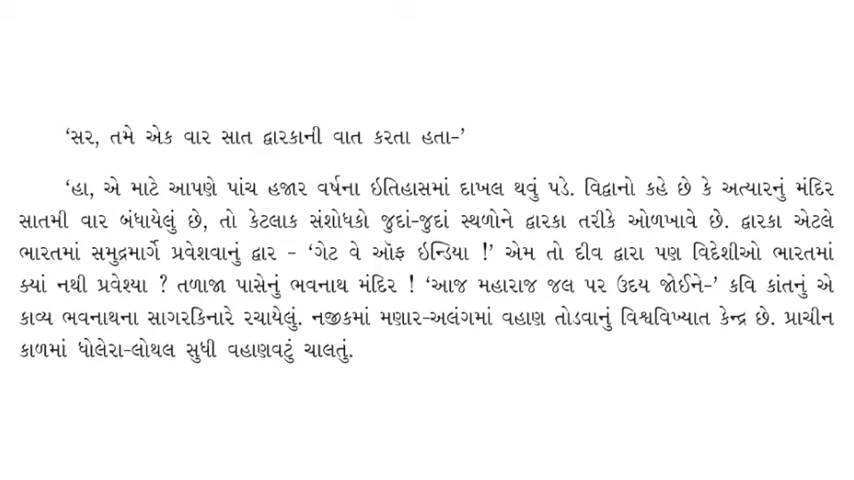 ‘સર, તમે એક વાર સાત દ્વારકાની વાત કરતા હતા-’
‘હા, એ માટે આપણે પાંચ હજાર વર્ષના ઇતિહાસમાં દાખલ થવું પડે. વિદ્વાનો કહે છે કે અત્યારનું મંદિર
સાતમી વાર બંધાયેલું છે, તો કેટલાક સંશોધકો જુદાં-જુદાં સ્થળોને દ્વારકા તરીકે ઓળખાવે છે. દ્વારકા એટલે
ભારતમાં સમુદ્રમાર્ગે પ્રવેશવાનું દ્વાર - ‘ગેટ વે ઑફ ઇન્ડિયા !’ એમ તો દીવ દ્વારા પણ વિદેશીઓ ભારતમાં
ક્યાં નથી પ્રવેશ્યા ? તળાજા પાસેનું ભવનાથ મંદિર ! ‘આજ મહારાજ જલ પર ઉદય જોઈને-’ કવિ કાંતનું એ
કાવ્ય ભવનાથના સાગરકિનારે રચાયેલું. નજીકમાં મણાર-અલંગમાં વહાણ તોડવાનું વિશ્વવિખ્યાત કેન્દ્ર છે. પ્રાચીન
કાળમાં ધોલેરા-લોથલ સુધી વહાણવટું ચાલતું.